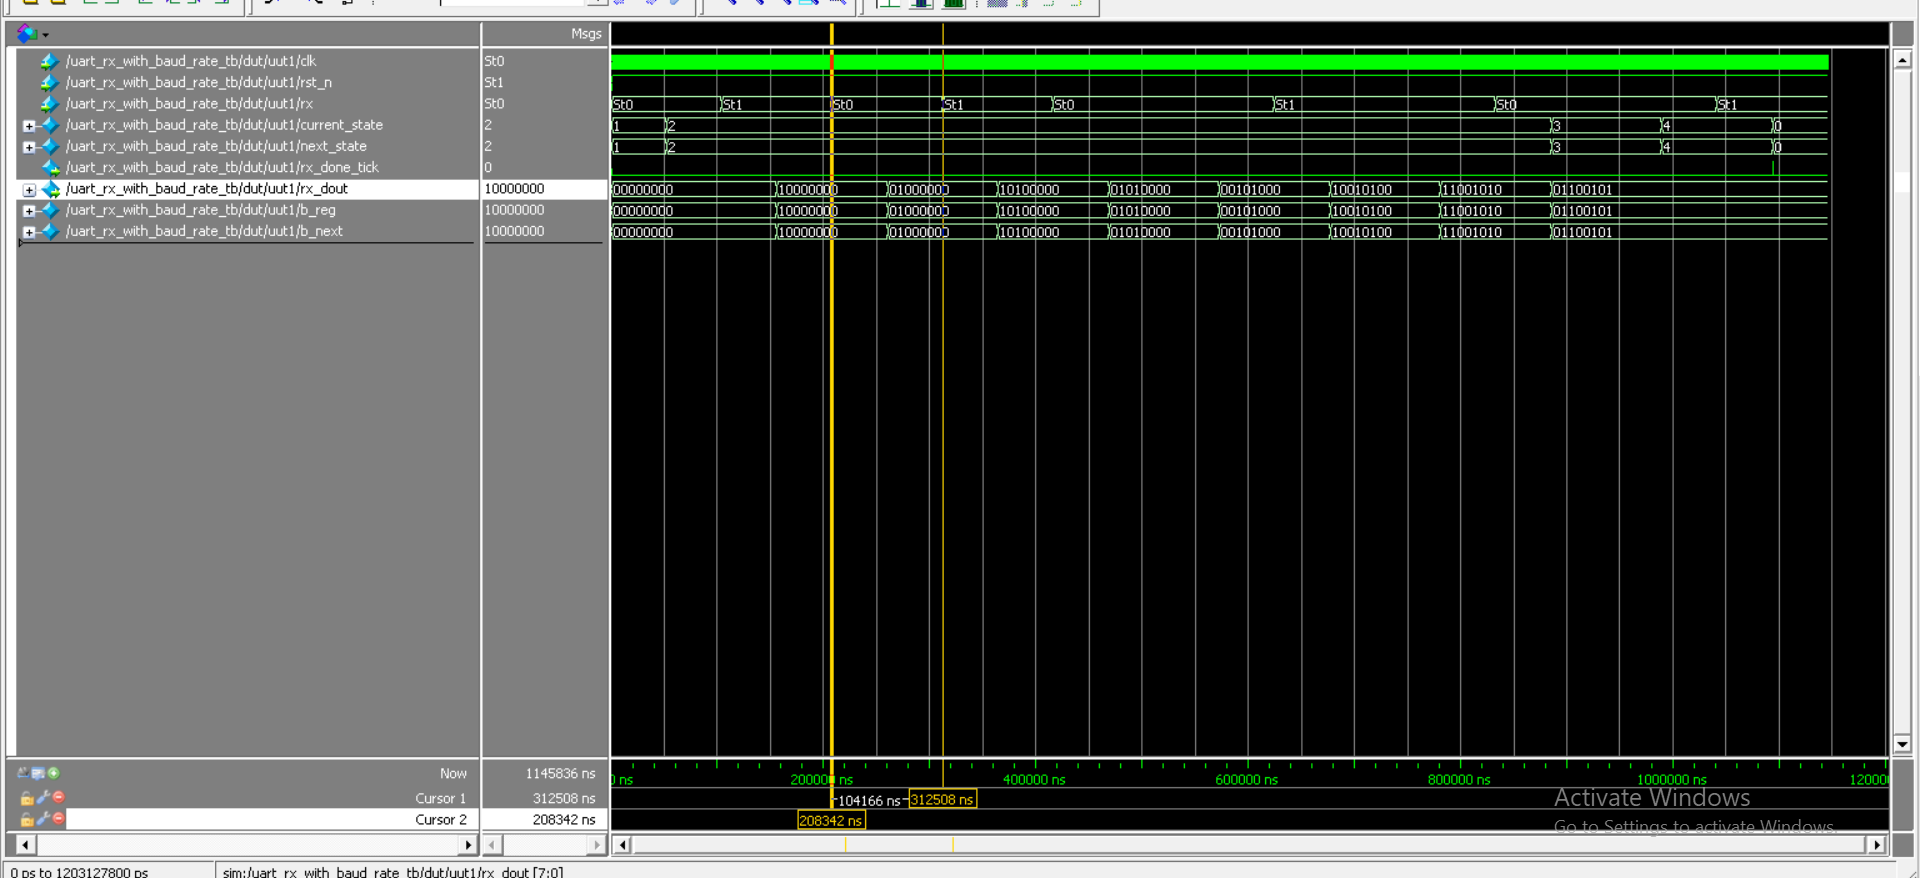 Msgs
/uart_rx_with_baud_rate_tb/dut/uut1/clk St0
/uart_rx_with_baud_rate_tb/dut/uut1/rst_n St1
/uart_rx_with_baud_rate_tb/dut/uut1/rx St0 St0 St1 St0 St1 St0 St1 St0 St1
/uart_rx_with_baud_rate_tb/dut/uut1/current_state 2 1 2 3 4 0
/uart_rx_with_baud_rate_tb/dut/uut1/next_state 2 1 2 3 4 0
/uart_rx_with_baud_rate_tb/dut/uut1/rx_done_tick 0
/uart_rx_with_baud_rate_tb/dut/uut1/rx_dout 10000000 00000000 10000000 01000000 10100000 01010000 00101000 10010100 11001010 01100101
/uart_rx_with_baud_rate_tb/dut/uut1/b_reg 10000000 00000000 10000000 01000000 10100000 01010000 00101000 10010100 11001010 01100101
/uart_rx_with_baud_rate_tb/dut/uut1/b_next 10000000 00000000 10000000 01000000 10100000 01010000 00101000 10010100 11001010 01100101
Now 1145836 ns ns 200000 ns 400000 ns 600000 ns 800000 ns 1000000 ns 120000
Cursor 1 312508 ns 104166 ns 312508 ns
Cursor 2 208342 ns 208342 ns
Activate Windows
Go to Settings to activate Windows.
0 ps to 1203127800 ps sim:/uart_rx_with_baud_rate_tb/dut/uut1/rx_dout [7:0]